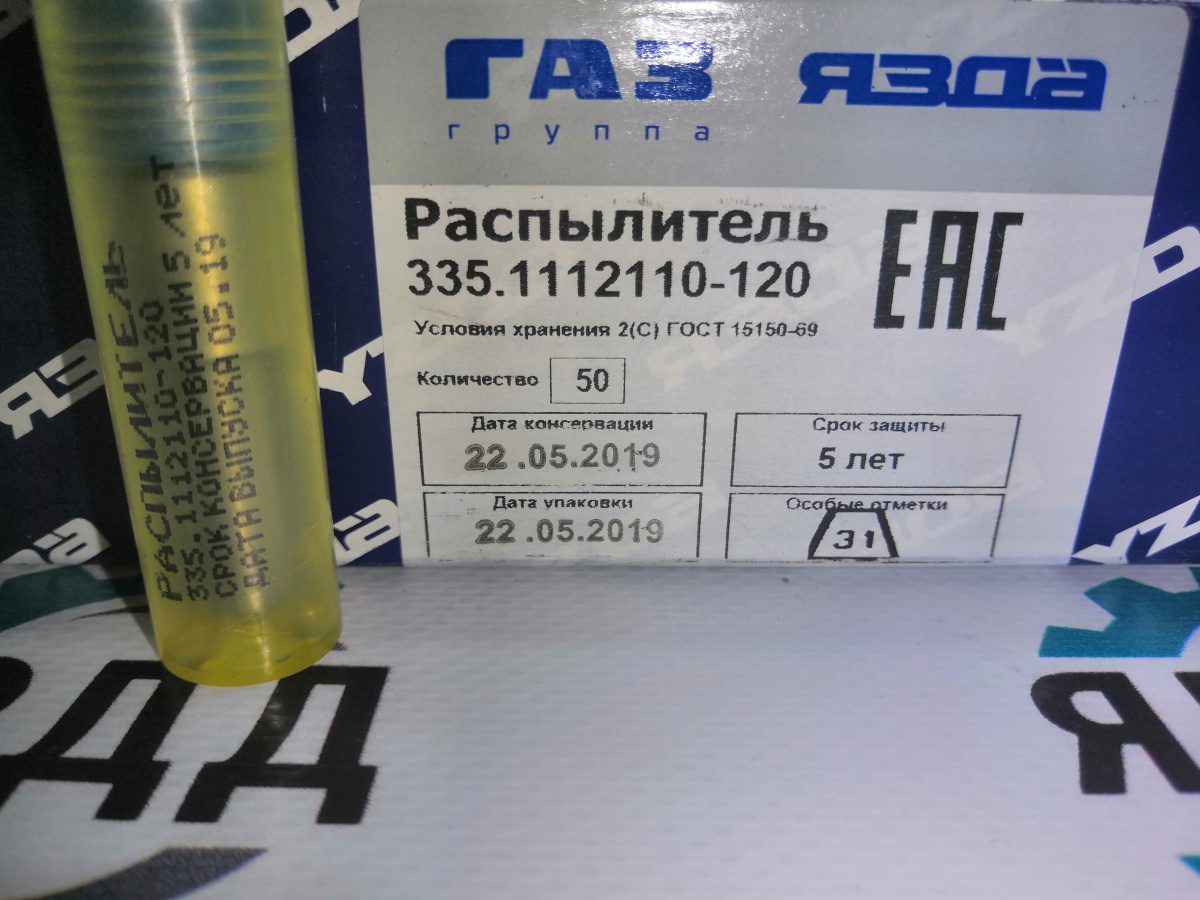 ГАЗ
группа
ЯЗДА
Распылитель
335.1112110-120
ЕАС
Условия хранения 2(С) ГОСТ 15150-69
Количество 50
Дата консервации
22.05.2019
Срок защиты
5 лет
Дата упаковки
22.05.2019
Особые отметки
31
РАСПЫЛИТЕЛЬ
335.1112110-120
СРОК КОНСЕРВАЦИИ 5 лет
ДАТА ВЫПУСКА 05.19